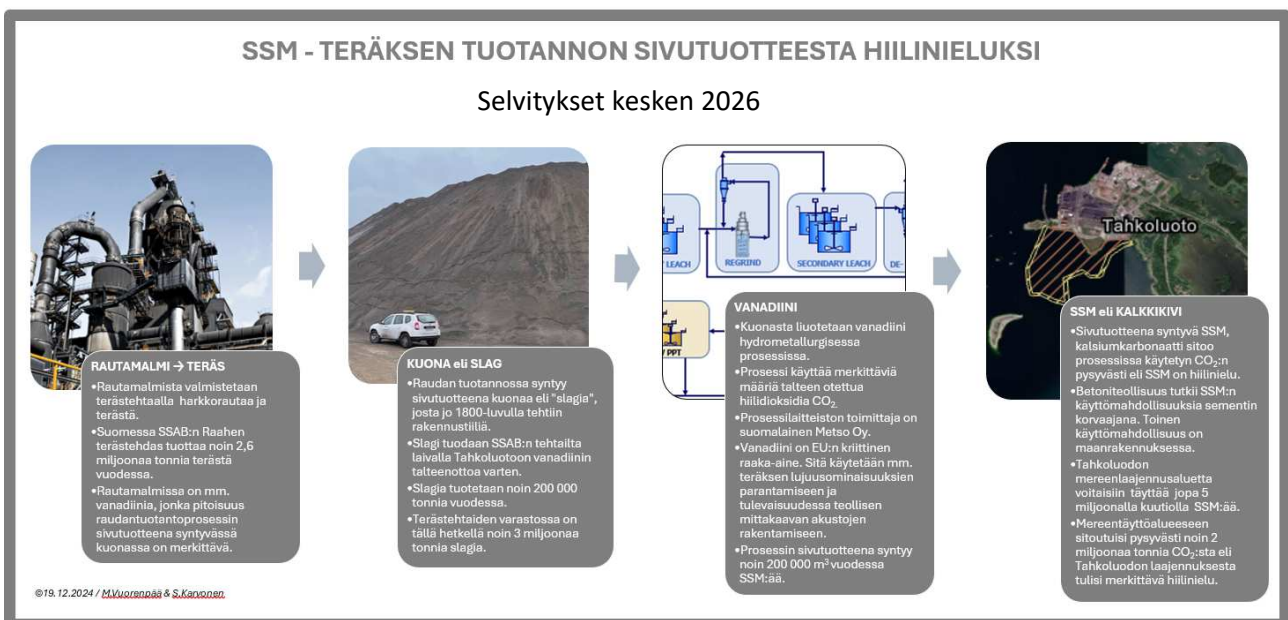 SSM - TERÄKSEN TUOTANNON SIVUTUOTTEESTA HIILINIELUKSI
Selvitykset kesken 2026
RAUTAMALMI → TERÄS
•Rautamalmista valmistetaan
terästehtaalla harkkorautaa ja
terästä.
•Suomessa SSAB:n Raahen
terästehdas tuottaa noin 2,6
miljoonaa tonnia terästä
vuodessa.
•Rautamalmissa on mm.
vanadiinia, jonka pitoisuus
raudantuotantoprosessin
sivutuotteena syntyvässä
kuonassa on merkittävä.
KUONA eli SLAG
•Raudan tuotannossa syntyy
sivutuotteena kuonaa eli "slagia",
josta jo 1800-luvulla tehtiin
rakennustiiliä.
•Slagi tuodaan SSAB:n tehtailta
laivalla Tahkoluotoon vanadiinin
talteenottoa varten.
•Slagia tuotetaan noin 200 000
tonnia vuodessa.
•Terästehtaiden varastossa on
tällä hetkellä noin 3 miljoonaa
tonnia slagia.
LEACH
REGRIND
SECONDARY LEACH
DE-
PPT
VANADIINI
•Kuonasta liuotetaan vanadiini
hydrometallurgisessa
prosessissa.
•Prosessi käyttää merkittäviä
määriä talteen otettua
hiilidioksidia CO₂.
•Prosessilaitteiston toimittaja on
suomalainen Metso Oy.
•Vanadiini on EU:n kriittinen
raaka-aine. Sitä käytetään mm.
teräksen lujuusominaisuuksien
parantamiseen ja
tulevaisuudessa teollisen
mittakaavan akustojen
rakentamiseen.
•Prosessin sivutuotteena syntyy
noin 200 000 m³ vuodessa
SSM:ää.
Tahkoluoto
SSM eli KALKKIKIVI
•Sivutuotteena syntyvä SSM,
kalsiumkarbonaatti sitoo
prosessissa käytetyn CO₂:n
pysyvästi eli SSM on hiilinielu.
•Betoniteollisuus tutkii SSM:n
käyttömahdollisuuksia sementin
korvaajana. Toinen
käyttömahdollisuus on
maanrakennuksessa.
•Tahkoluodon
mereenlaajennusaluetta
voitaisiin täyttää jopa 5
miljoonalla kuutiolla SSM:ää.
•Mereentäyttöalueeseen
sitoutuisi pysyvästi noin 2
miljoonaa tonnia CO₂:sta eli
Tahkoluodon laajennuksesta
tulisi merkittävä hiilinielu.
©19.12.2024 / M.Vuorenpää & S.Karvonen